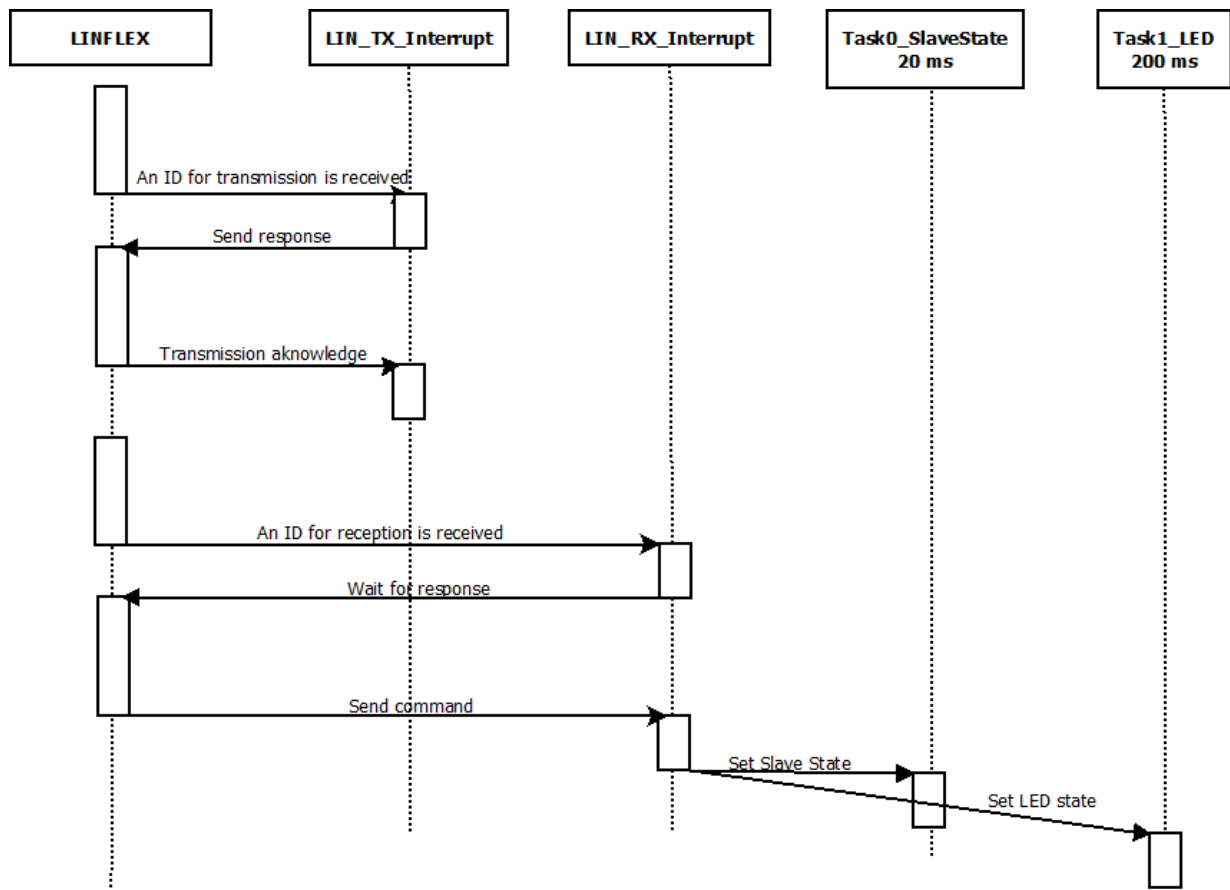 LINFLEX
LIN_TX_Interrupt
LIN_RX_Interrupt
Task0_SlaveState
20 ms
Task1_LED
200 ms
An ID for transmission is received
Send response
Transmission aknowledge
An ID for reception is received
Wait for response
Send command
Set Slave State
Set LED state